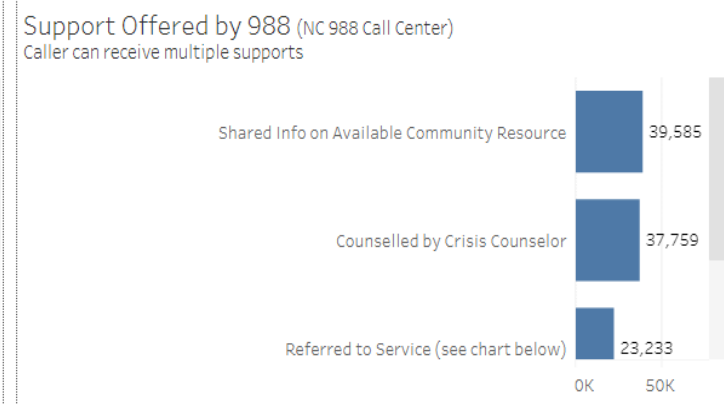 Support Offered by 988 (NC 988 Call Center)
Caller can receive multiple supports
Shared Info on Available Community Resource 39,585
Counselled by Crisis Counselor 37,759
Referred to Service (see chart below) 23,233
0K 50K